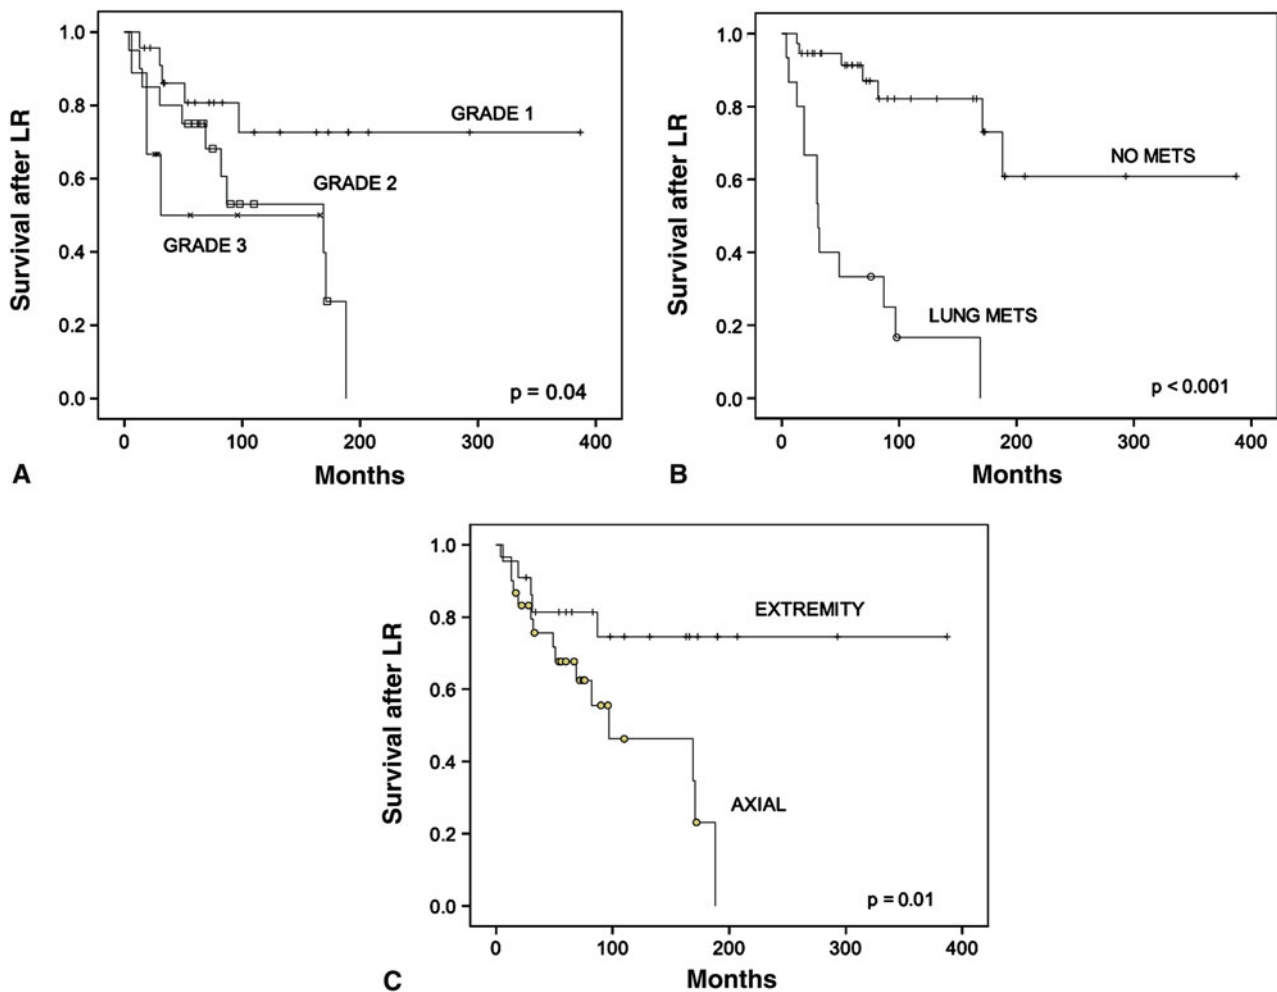 1.0
0.8
0.6
0.4
0.2
0.0
Survival after LR
GRADE 1
GRADE 2
GRADE 3
p = 0.04
0 100 200 300 400
Months
A
1.0
0.8
0.6
0.4
0.2
0.0
Survival after LR
NO METS
LUNG METS
p < 0.001
0 100 200 300 400
Months
B
1.0
0.8
0.6
0.4
0.2
0.0
Survival after LR
EXTREMITY
AXIAL
p = 0.01
0 100 200 300 400
Months
C